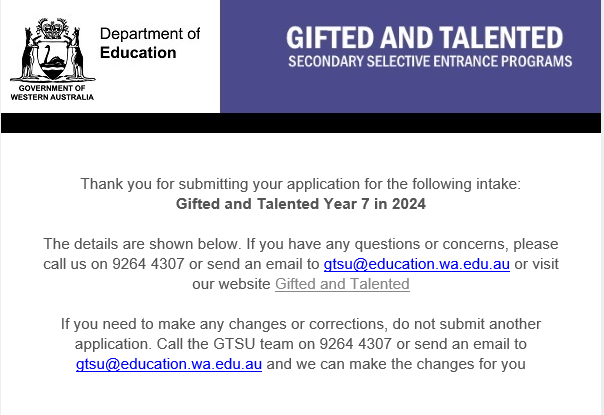 Department of
Education
GOVERNMENT OF
WESTERN AUSTRALIA
GIFTED AND TALENTED
SECONDARY SELECTIVE ENTRANCE PROGRAMS
Thank you for submitting your application for the following intake:
Gifted and Talented Year 7 in 2024
The details are shown below. If you have any questions or concerns, please
call us on 9264 4307 or send an email to gtsu@education.wa.edu.au or visit
our website Gifted and Talented
If you need to make any changes or corrections, do not submit another
application. Call the GTSU team on 9264 4307 or send an email to
gtsu@education.wa.edu.au and we can make the changes for you